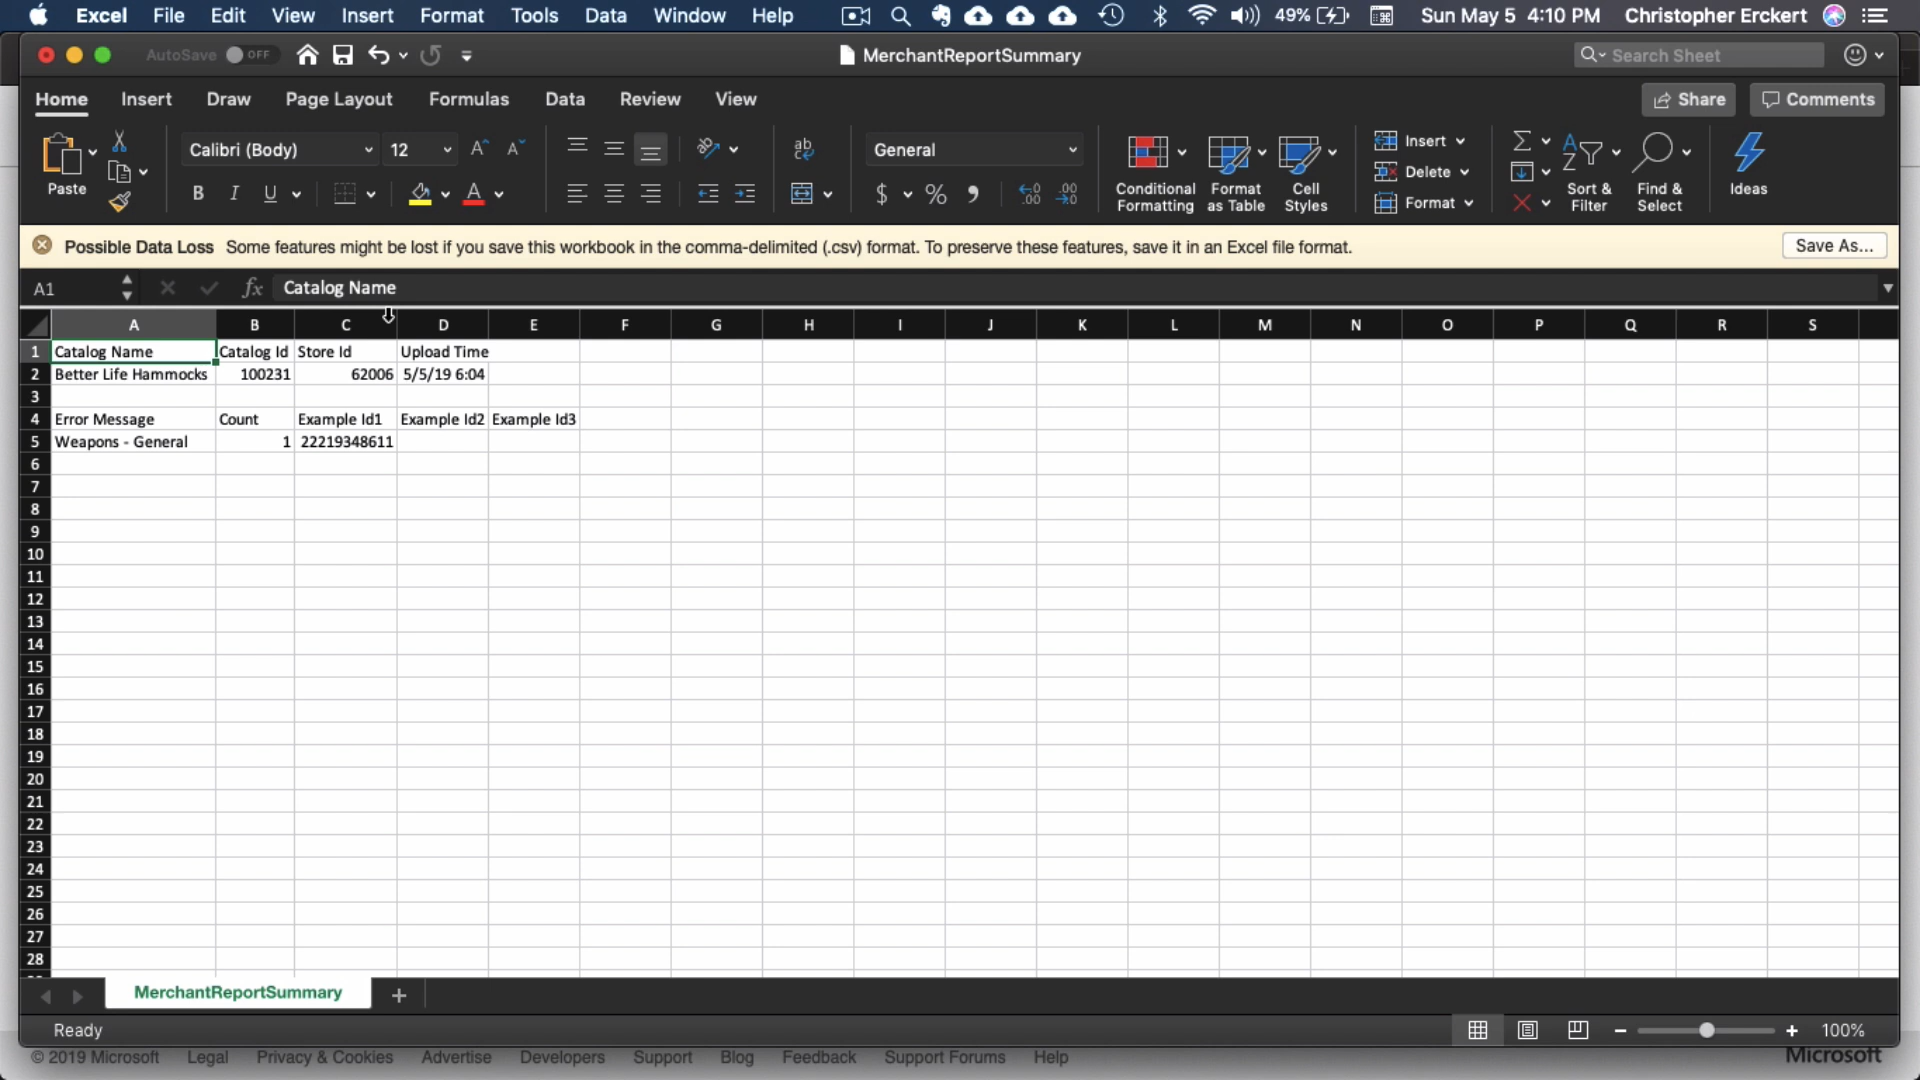 Excel File Edit View Insert Format Tools Data Window Help 49% Sun May 5 4:10 PM Christopher Erckert
AutoSave OFF MerchantReportSummary Search Sheet
Home Insert Draw Page Layout Formulas Data Review View Share Comments
Paste Calibri (Body) 12 General Insert
Delete
Format
B I U $ % Conditional Formatting Format as Table Cell Styles Sort & Filter Find & Select Ideas
Possible Data Loss Some features might be lost if you save this workbook in the comma-delimited (.csv) format. To preserve these features, save it in an Excel file format. Save As...
A1 fx Catalog Name
A B C D E F G H I J K L M N O P Q R S
1 Catalog Name Catalog Id Store Id Upload Time
2 Better Life Hammocks 100231 62006 5/5/19 6:04
3
4 Error Message Count Example Id1 Example Id2 Example Id3
5 Weapons - General 1 22219348611
6
7
8
9
10
11
12
13
14
15
16
17
18
19
20
21
22
23
24
25
26
27
28
MerchantReportSummary
Ready 100%
© 2019 Microsoft Legal Privacy & Cookies Advertise Developers Support Blog Feedback Support Forums Help Microsoft